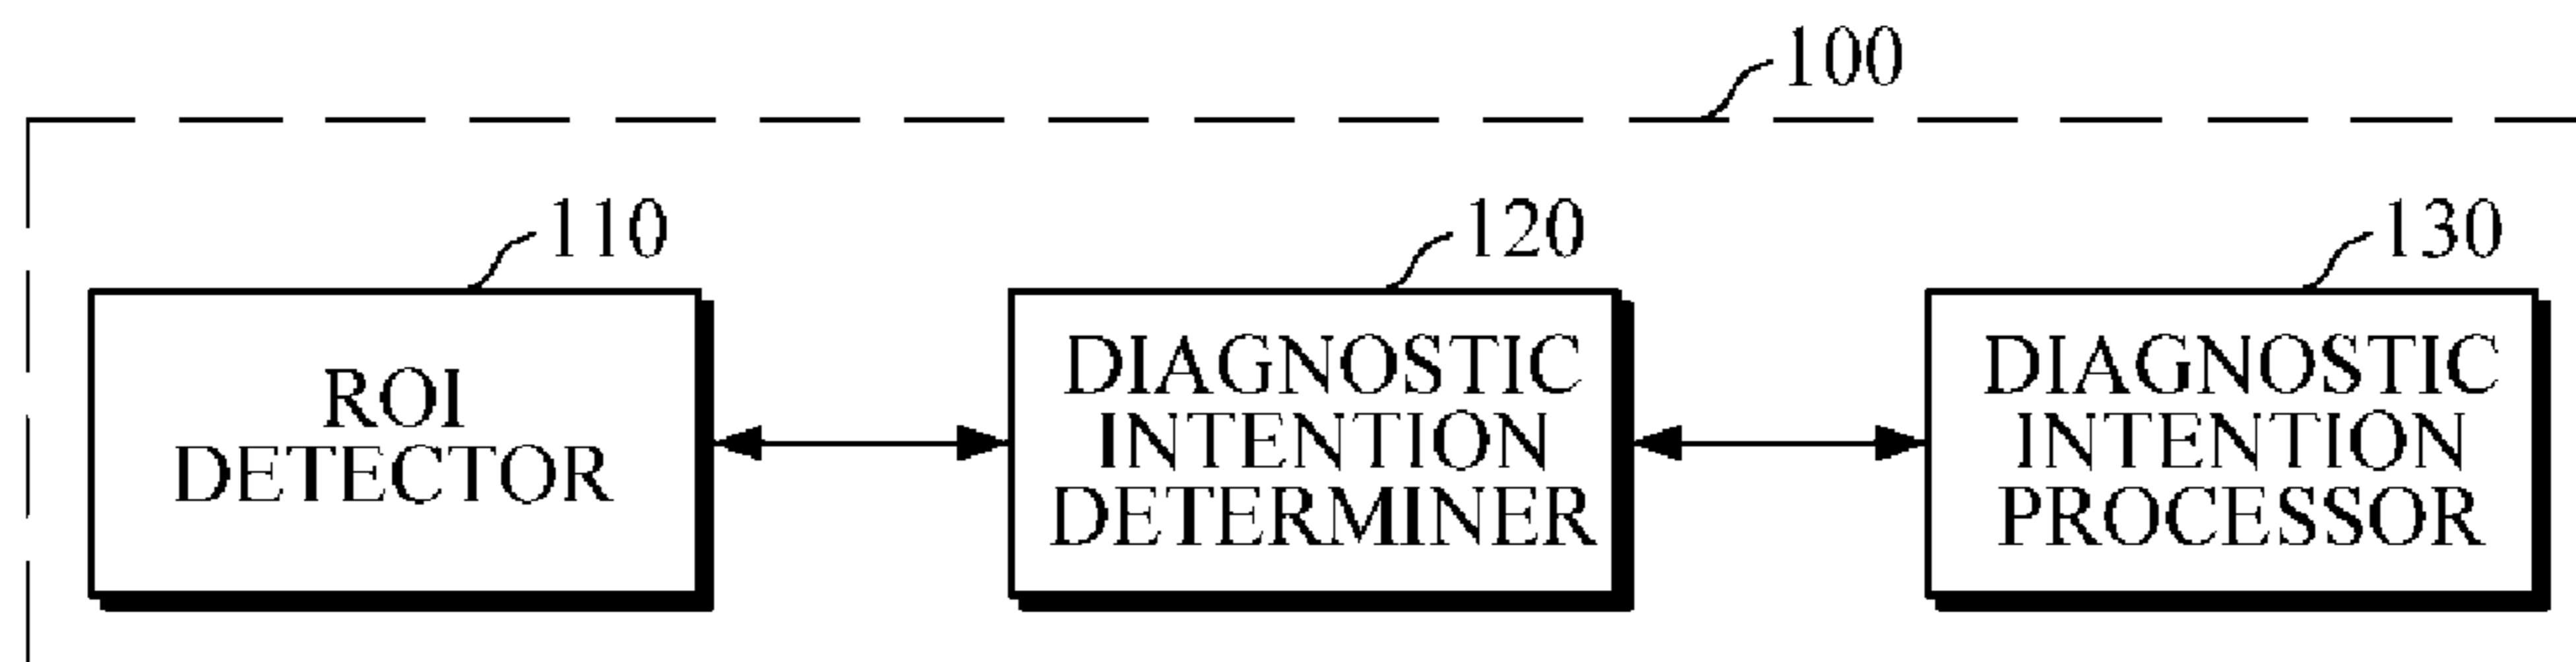 100
110
120
130
ROI
DETECTOR
DIAGNOSTIC
INTENTION
DETERMINER
DIAGNOSTIC
INTENTION
PROCESSOR